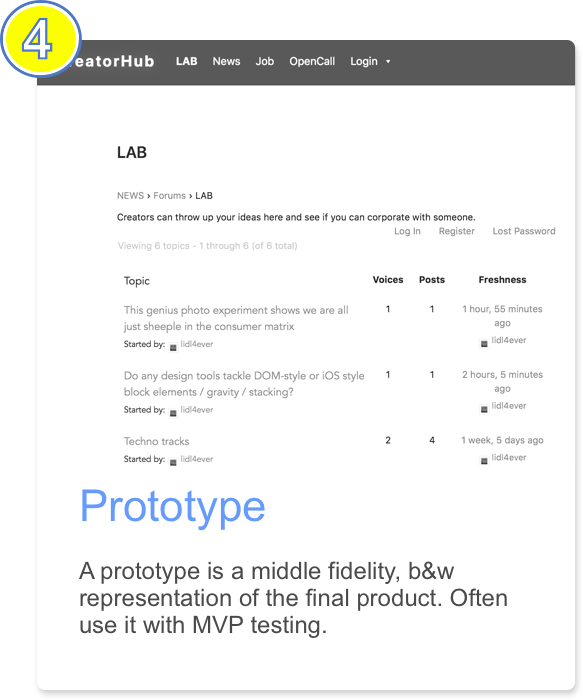 4
eatorHub LAB News Job OpenCall Login
LAB
NEWS › Forums › LAB
Creators can throw up your ideas here and see if you can corporate with someone.
Log In Register Lost Password
Viewing 6 topics - 1 through 6 (of 6 total)
Topic Voices Posts Freshness
This genius photo experiment shows we are all 1 1 1 hour, 55 minutes
just sheeple in the consumer matrix ago
Started by: lidl4ever lidl4ever
Do any design tools tackle DOM-style or iOS style 1 1 2 hours, 5 minutes
block elements / gravity / stacking? ago
Started by: lidl4ever lidl4ever
Techno tracks 2 4 1 week, 5 days ago
Started by: lidl4ever lidl4ever
Prototype
A prototype is a middle fidelity, b&w
representation of the final product. Often
use it with MVP testing.